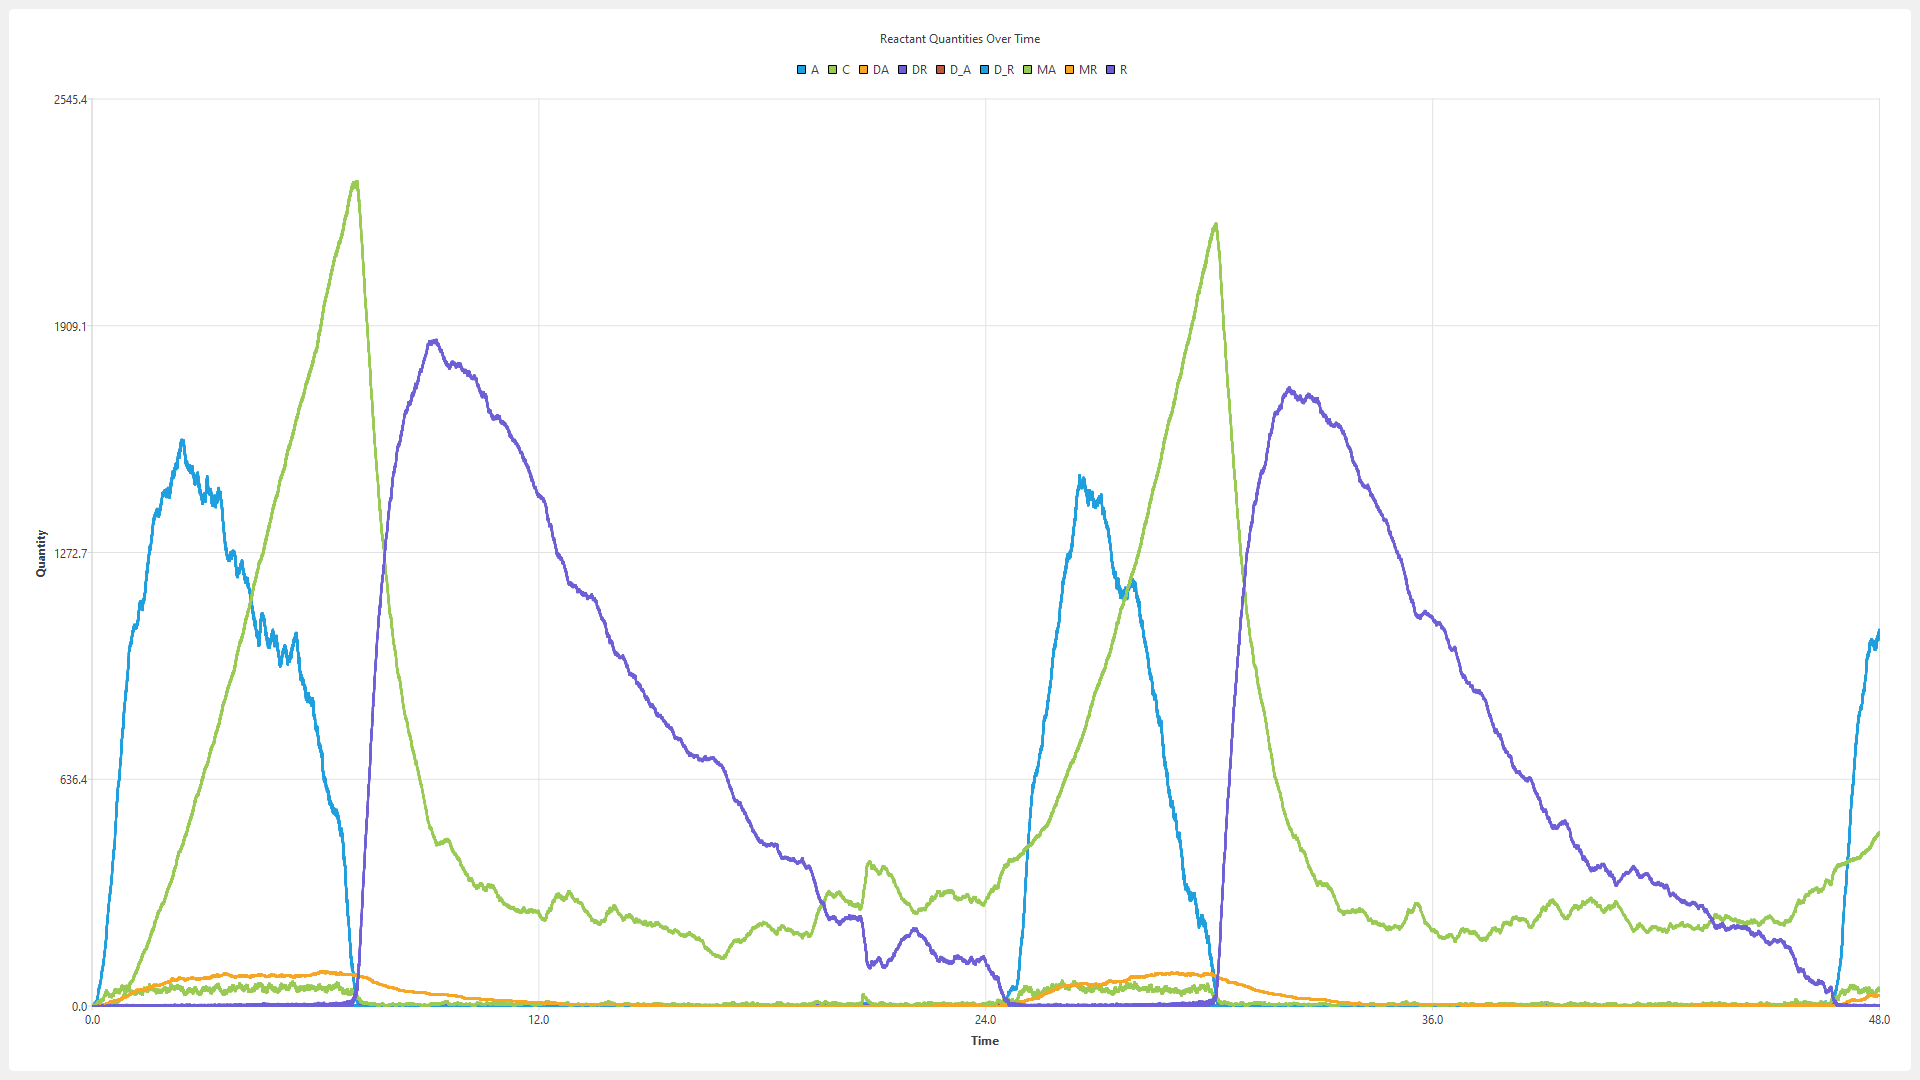 Reactant Quantities Over Time
A C DA DR D_A D_R MA MR R
2545.4
1909.1
1272.7
636.4
0.0
Quantity
0.0 12.0 24.0 36.0 48.0
Time